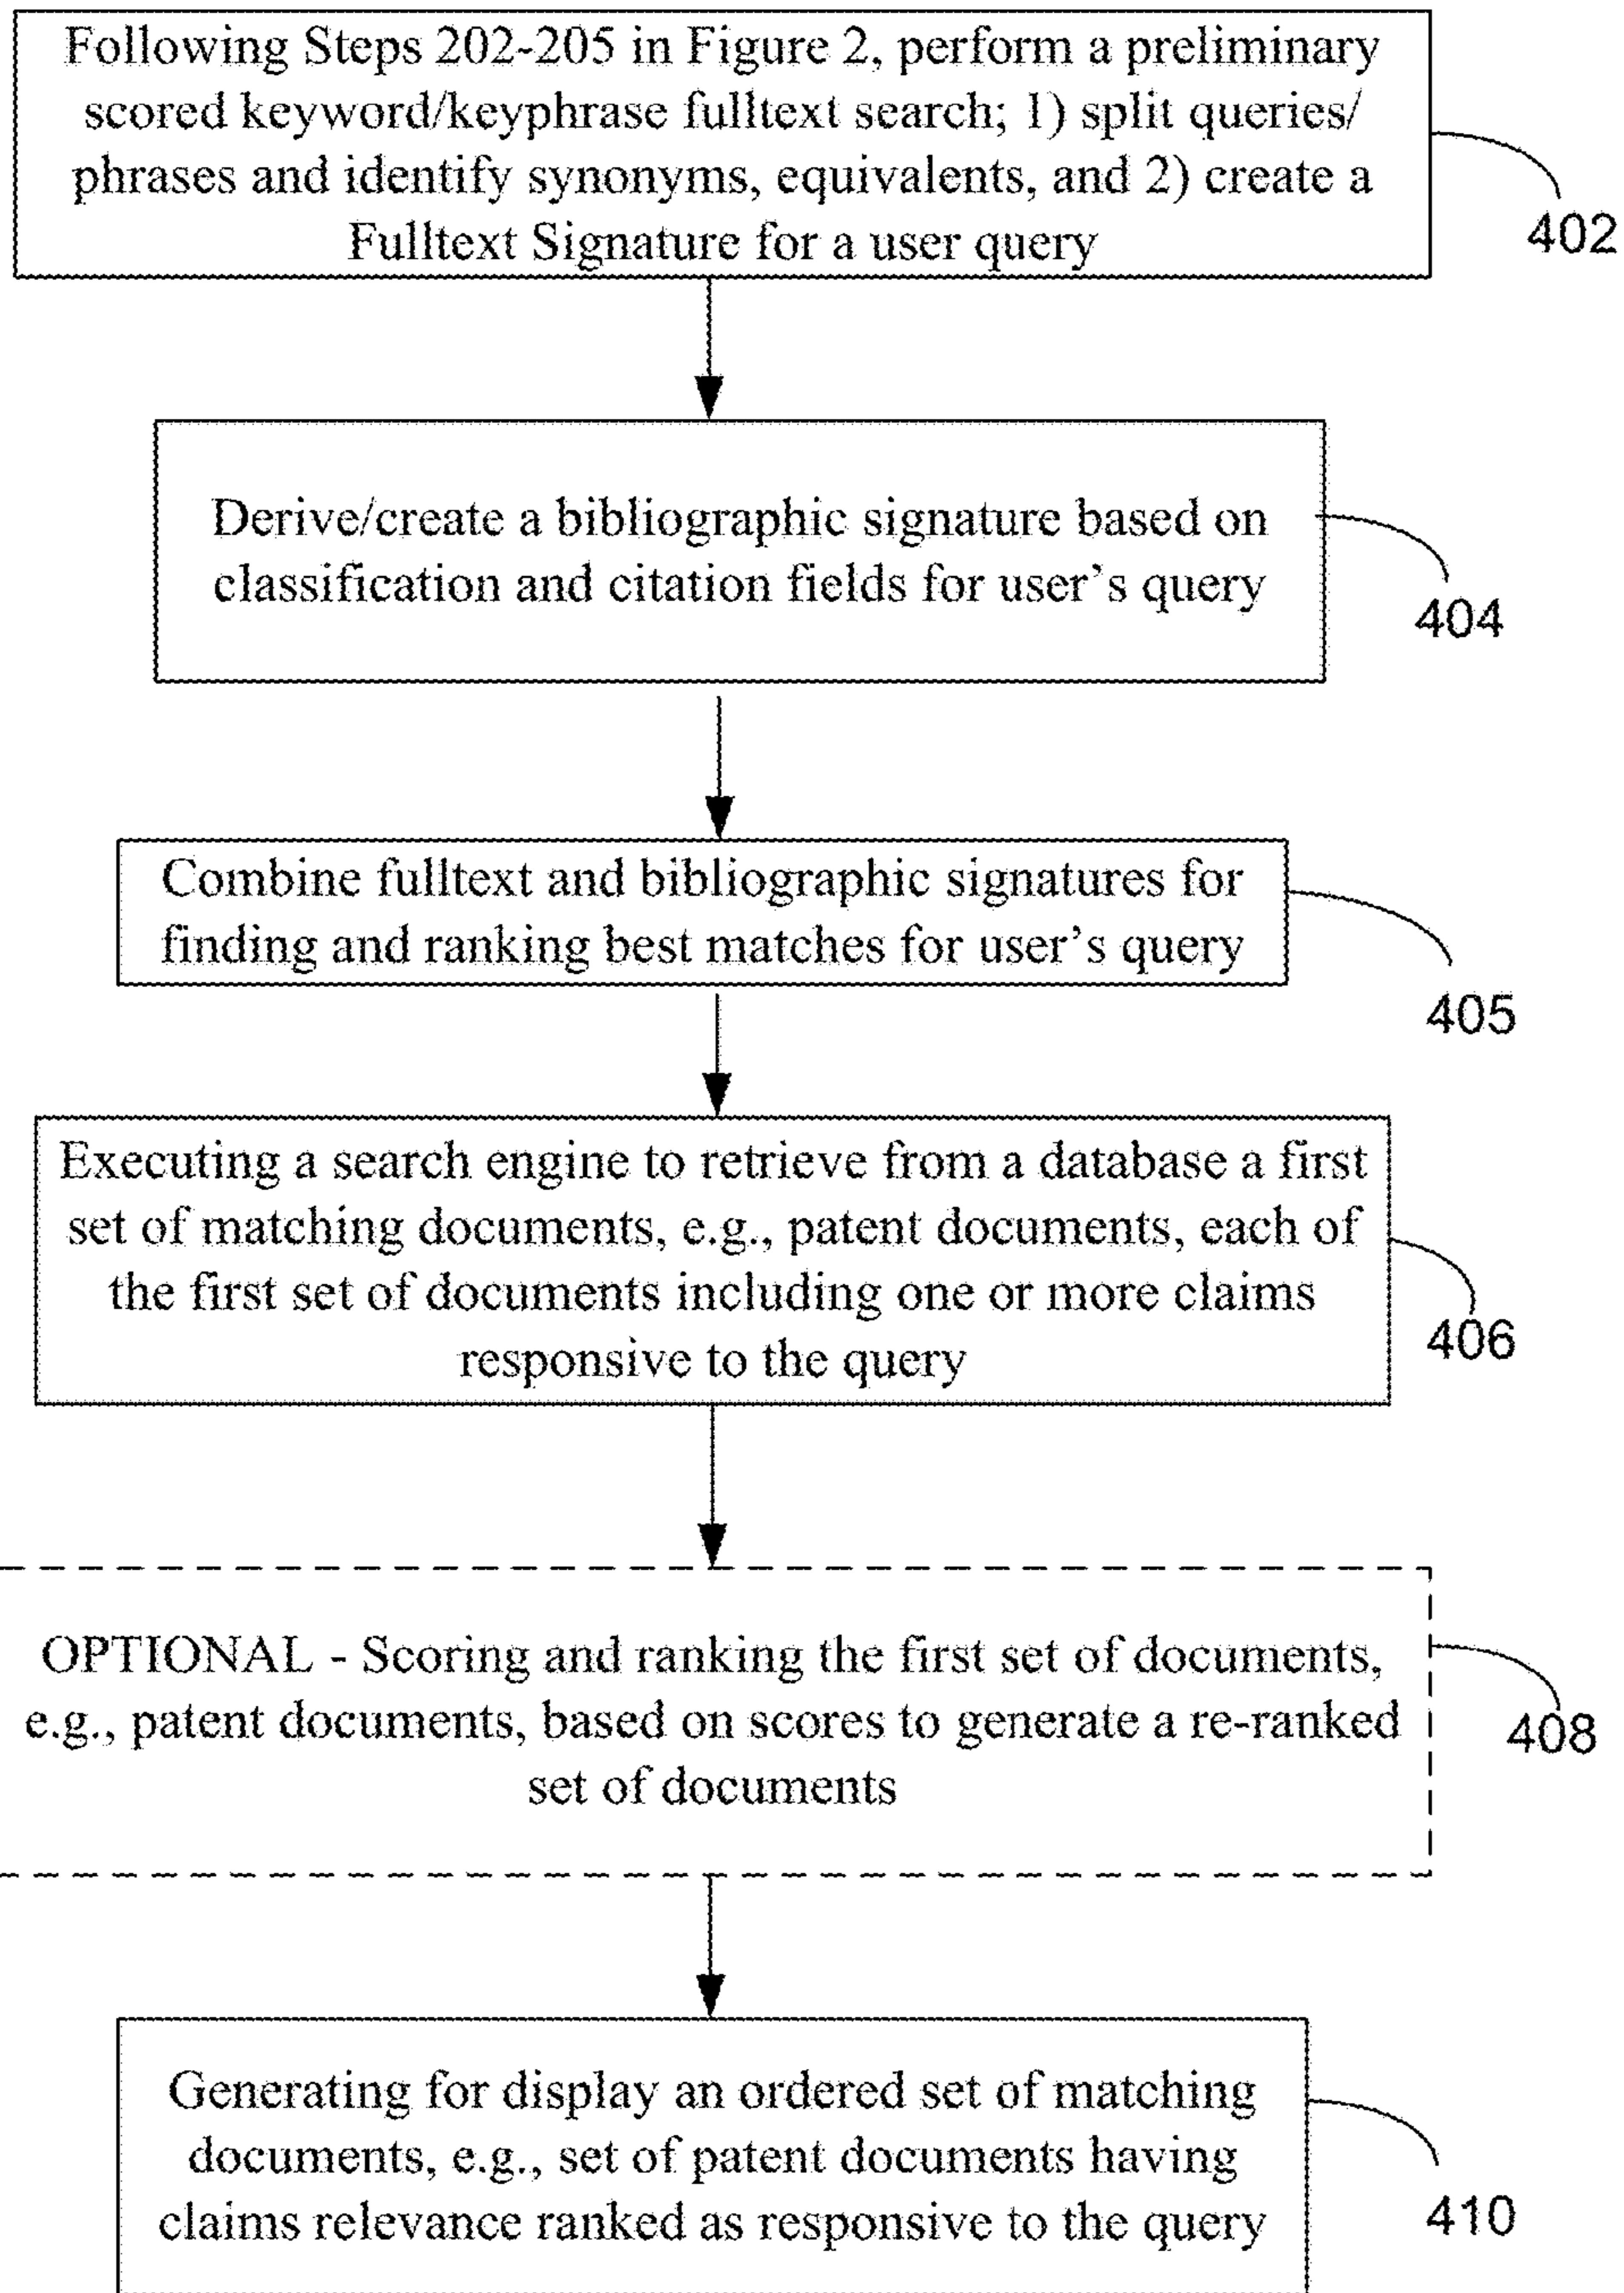 Following Steps 202-205 in Figure 2, perform a preliminary
scored keyword/keyphrase fulltext search; 1) split queries/
phrases and identify synonyms, equivalents, and 2) create a
Fulltext Signature for a user query
402
Derive/create a bibliographic signature based on
classification and citation fields for user's query
404
Combine fulltext and bibliographic signatures for
finding and ranking best matches for user's query
405
Executing a search engine to retrieve from a database a first
set of matching documents, e.g., patent documents, each of
the first set of documents including one or more claims
responsive to the query
406
OPTIONAL - Scoring and ranking the first set of documents,
e.g., patent documents, based on scores to generate a re-ranked
set of documents
408
Generating for display an ordered set of matching
documents, e.g., set of patent documents having
claims relevance ranked as responsive to the query
410